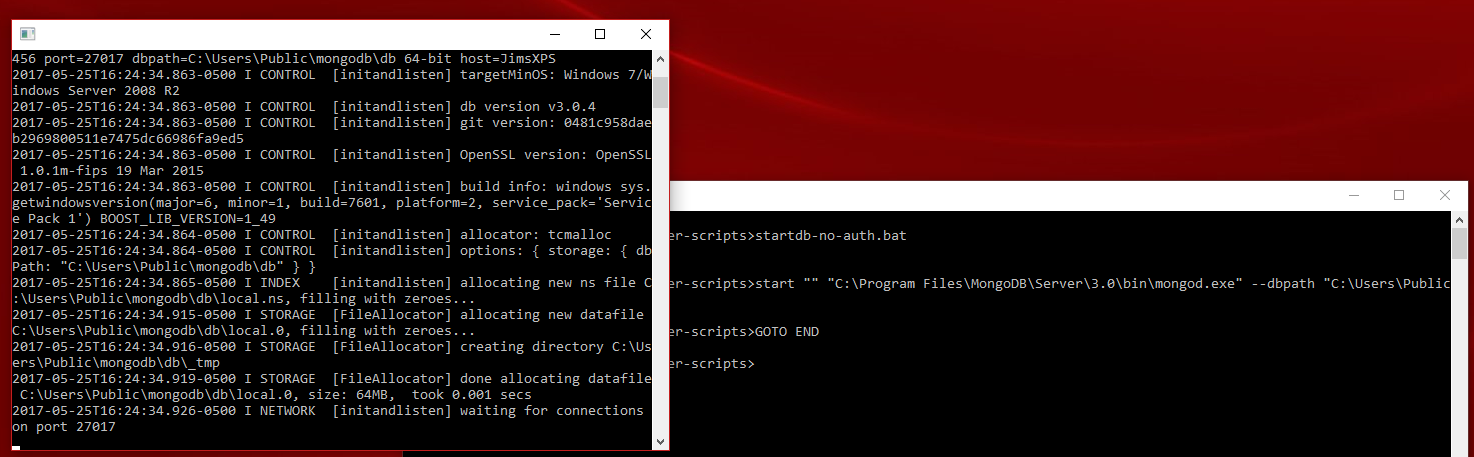 456 port=27017 dbpath=C:\Users\Public\mongodb\db 64-bit host=JimsXPS
2017-05-25T16:24:34.863-0500 I CONTROL  [initandlisten] targetMinOS: Windows 7/W
indows Server 2008 R2
2017-05-25T16:24:34.863-0500 I CONTROL  [initandlisten] db version v3.0.4
2017-05-25T16:24:34.863-0500 I CONTROL  [initandlisten] git version: 0481c958dae
b2969800511e7475dc66986fa9ed5
2017-05-25T16:24:34.863-0500 I CONTROL  [initandlisten] OpenSSL version: OpenSSL
 1.0.1m-fips 19 Mar 2015
2017-05-25T16:24:34.863-0500 I CONTROL  [initandlisten] build info: windows sys.
getwindowsversion(major=6, minor=1, build=7601, platform=2, service_pack='Servic
e Pack 1') BOOST_LIB_VERSION=1_49
2017-05-25T16:24:34.864-0500 I CONTROL  [initandlisten] allocator: tcmalloc
2017-05-25T16:24:34.864-0500 I CONTROL  [initandlisten] options: { storage: { db
Path: "C:\Users\Public\mongodb\db" } }
2017-05-25T16:24:34.865-0500 I INDEX    [initandlisten] allocating new ns file C
:\Users\Public\mongodb\db\local.ns, filling with zeroes...
2017-05-25T16:24:34.915-0500 I STORAGE  [FileAllocator] allocating new datafile
C:\Users\Public\mongodb\db\local.0, filling with zeroes...
2017-05-25T16:24:34.916-0500 I STORAGE  [FileAllocator] creating directory C:\Us
ers\Public\mongodb\db\_tmp
2017-05-25T16:24:34.919-0500 I STORAGE  [FileAllocator] done allocating datafile
 C:\Users\Public\mongodb\db\local.0, size: 64MB,  took 0.001 secs
2017-05-25T16:24:34.926-0500 I NETWORK  [initandlisten] waiting for connections
on port 27017
er-scripts>startdb-no-auth.bat
er-scripts>start "" "C:\Program Files\MongoDB\Server\3.0\bin\mongod.exe" --dbpath "C:\Users\Public
er-scripts>GOTO END
er-scripts>